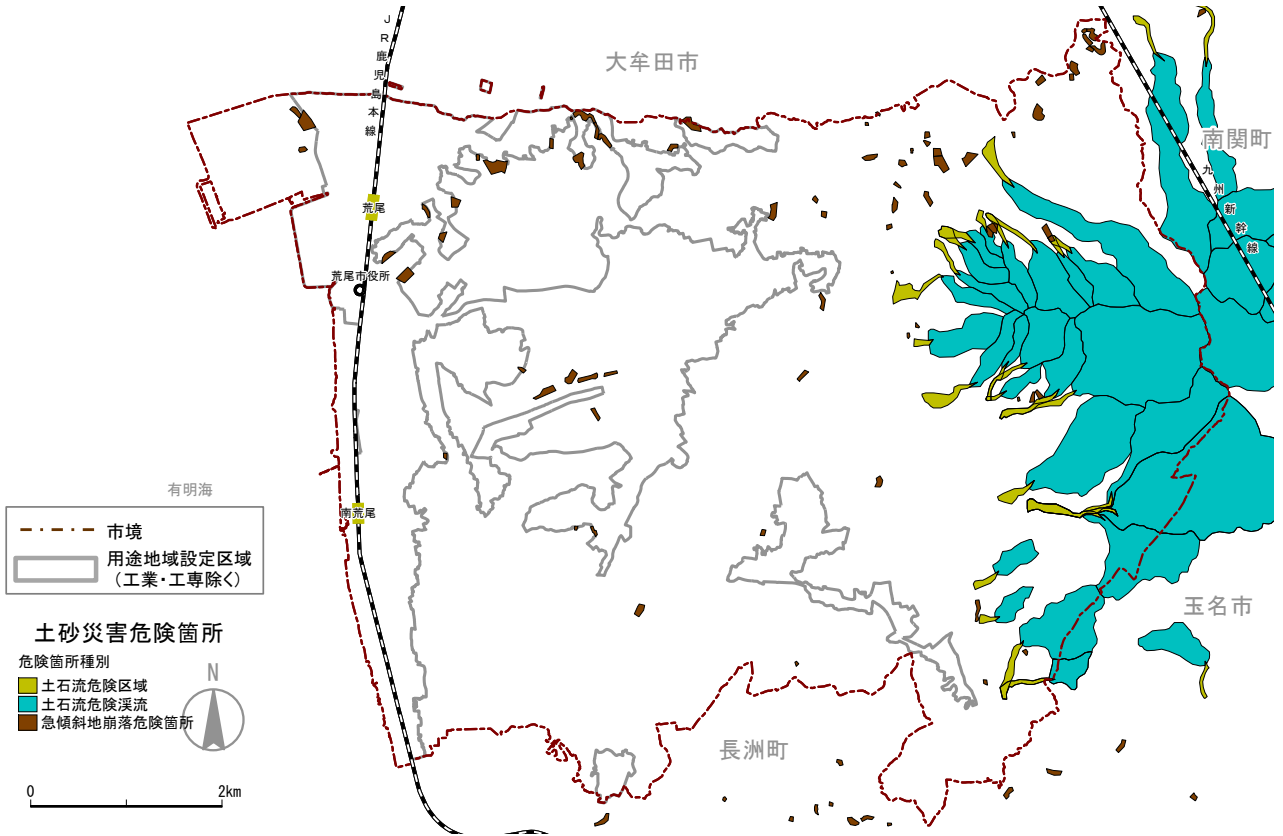 JR鹿児島本線
大牟田市
南関町
九州新幹線
荒尾
荒尾市役所
有明海
南荒尾
市境
用途地域設定区域
(工業・工専除く)
玉名市
土砂災害危険箇所
危険箇所種別
土石流危険区域
土石流危険渓流
急傾斜地崩落危険箇所
N
長洲町
0 2km